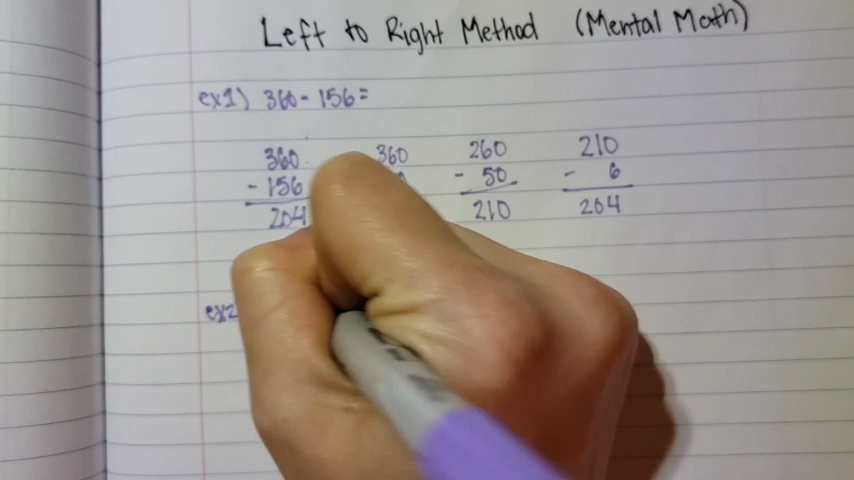 Left to Right Method (Mental Math)
ex1) 360 - 156 =
360 360 260 210
- 156 - 50 - 6
204 210 204
ex2